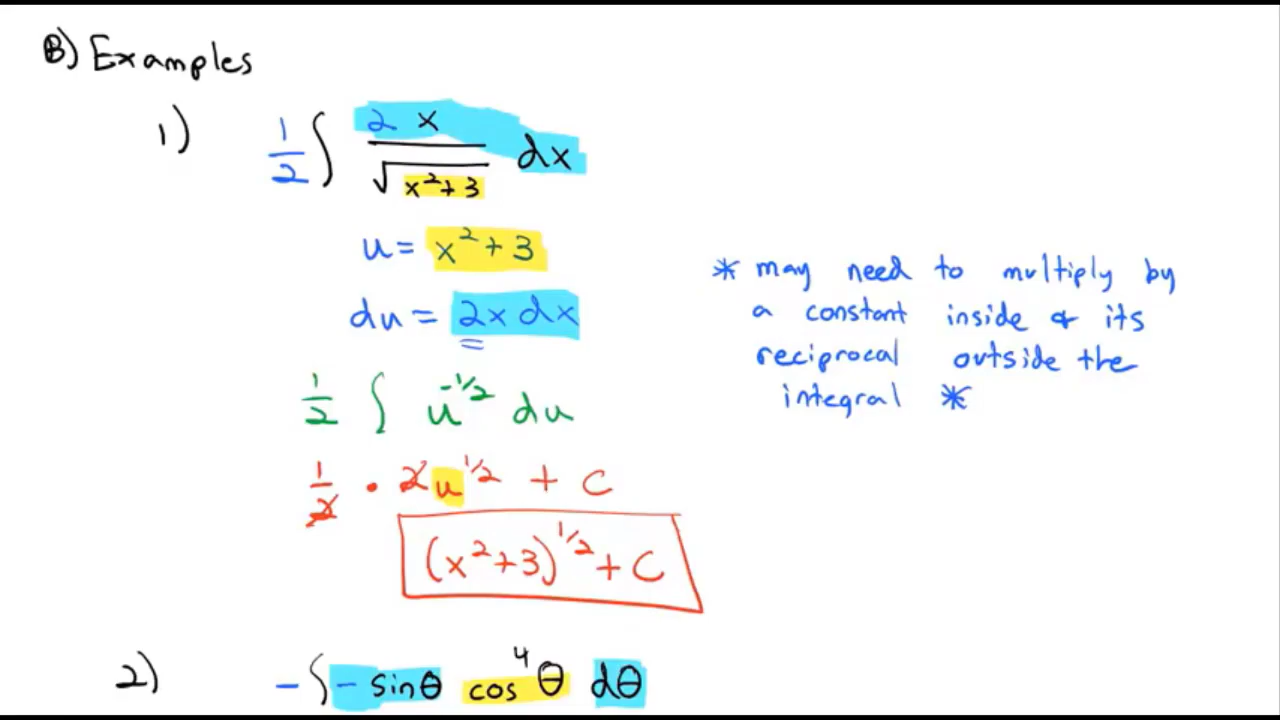 B) Examples
1) 1/2 ∫ 2x/√(x²+3) dx
u = x² + 3
du = 2x dx
* may need to multiply by
a constant inside & its
reciprocal outside the
integral *
1/2 ∫ u^(-1/2) du
1/2 · 2u^(1/2) + C
(x²+3)^(1/2) + C
2) -∫ -sinθ cos⁴θ dθ